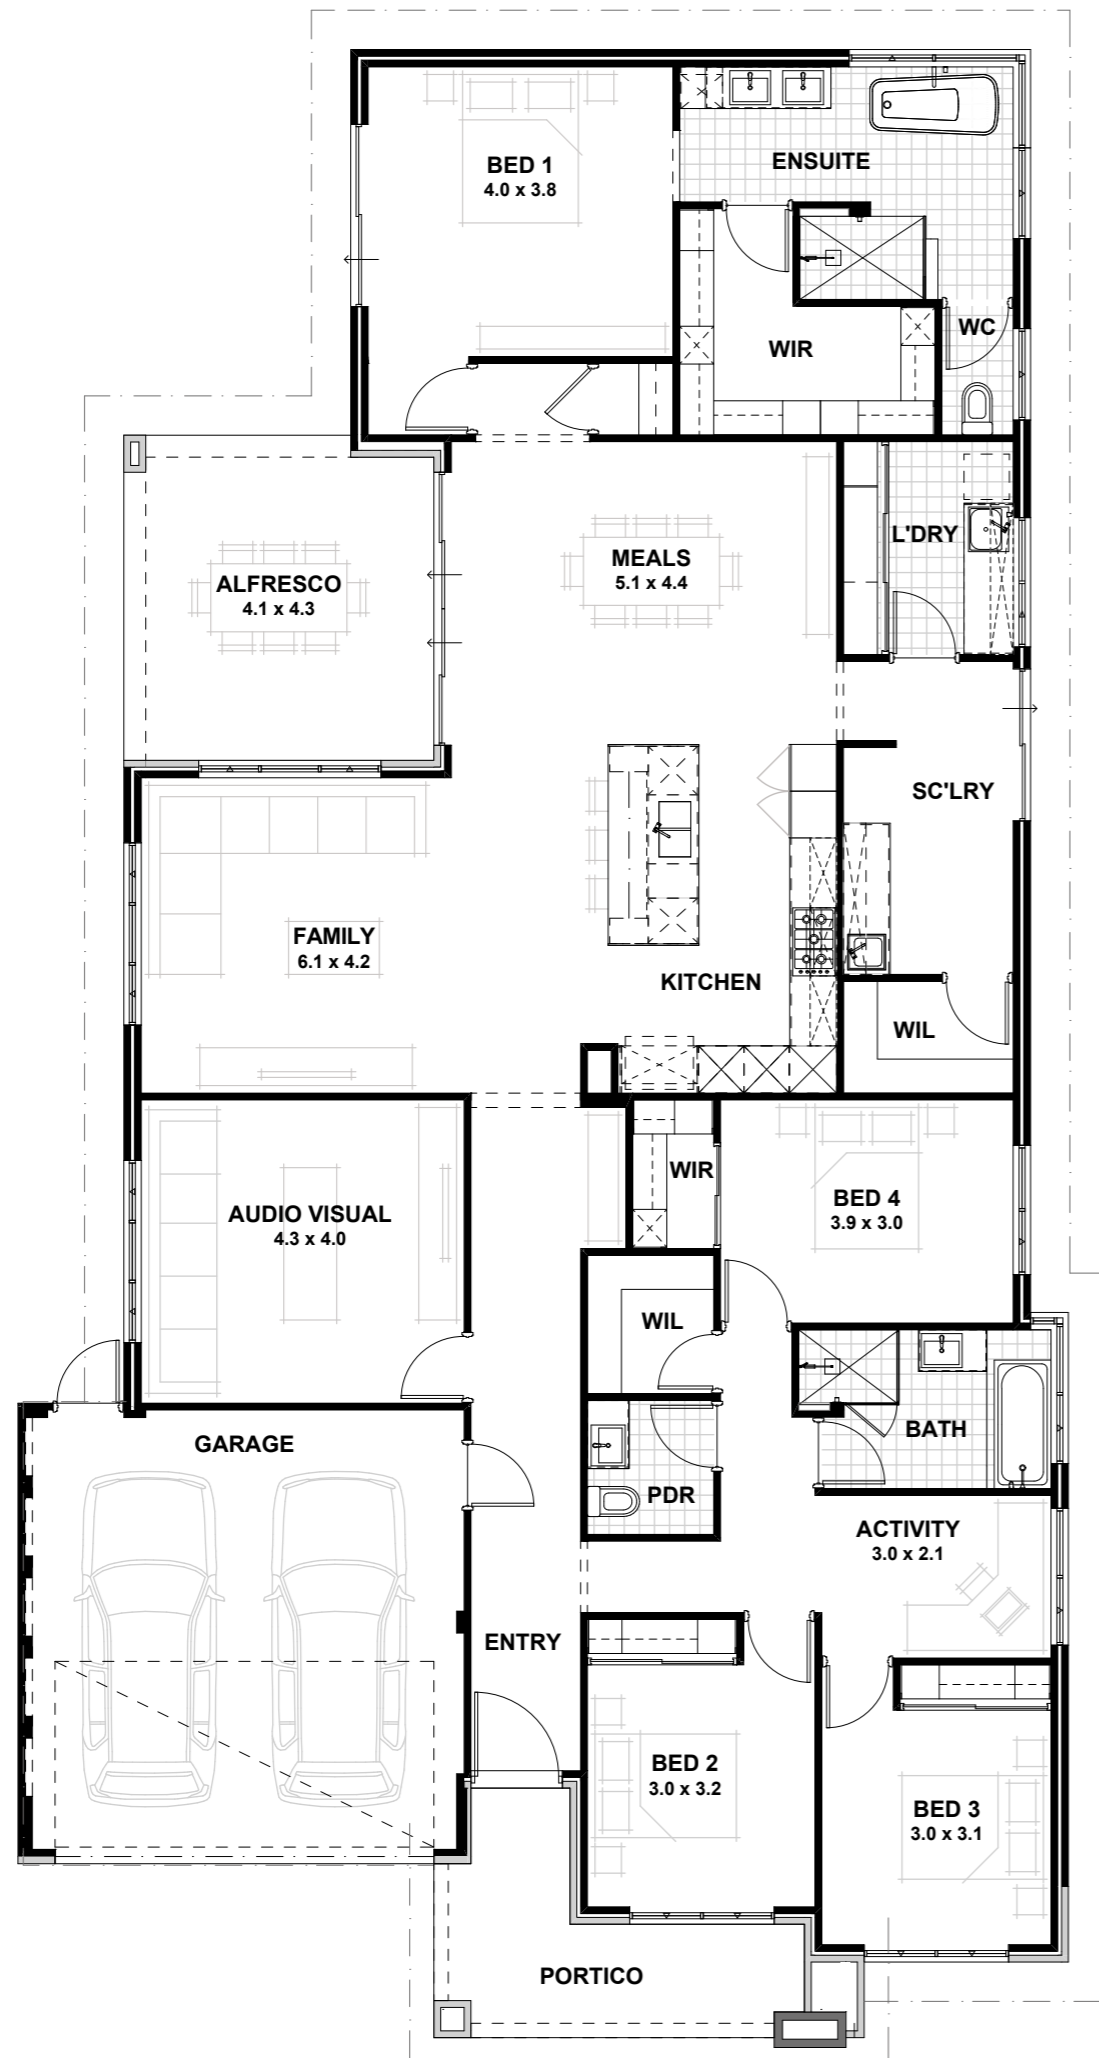 BED 1
4.0 x 3.8
ENSUITE
WIR
WC
ALFRESCO
4.1 x 4.3
MEALS
5.1 x 4.4
L'DRY
SC'LRY
FAMILY
6.1 x 4.2
KITCHEN
WIL
AUDIO VISUAL
4.3 x 4.0
WIR
BED 4
3.9 x 3.0
WIL
GARAGE
BATH
PDR
ACTIVITY
3.0 x 2.1
ENTRY
BED 2
3.0 x 3.2
BED 3
3.0 x 3.1
PORTICO